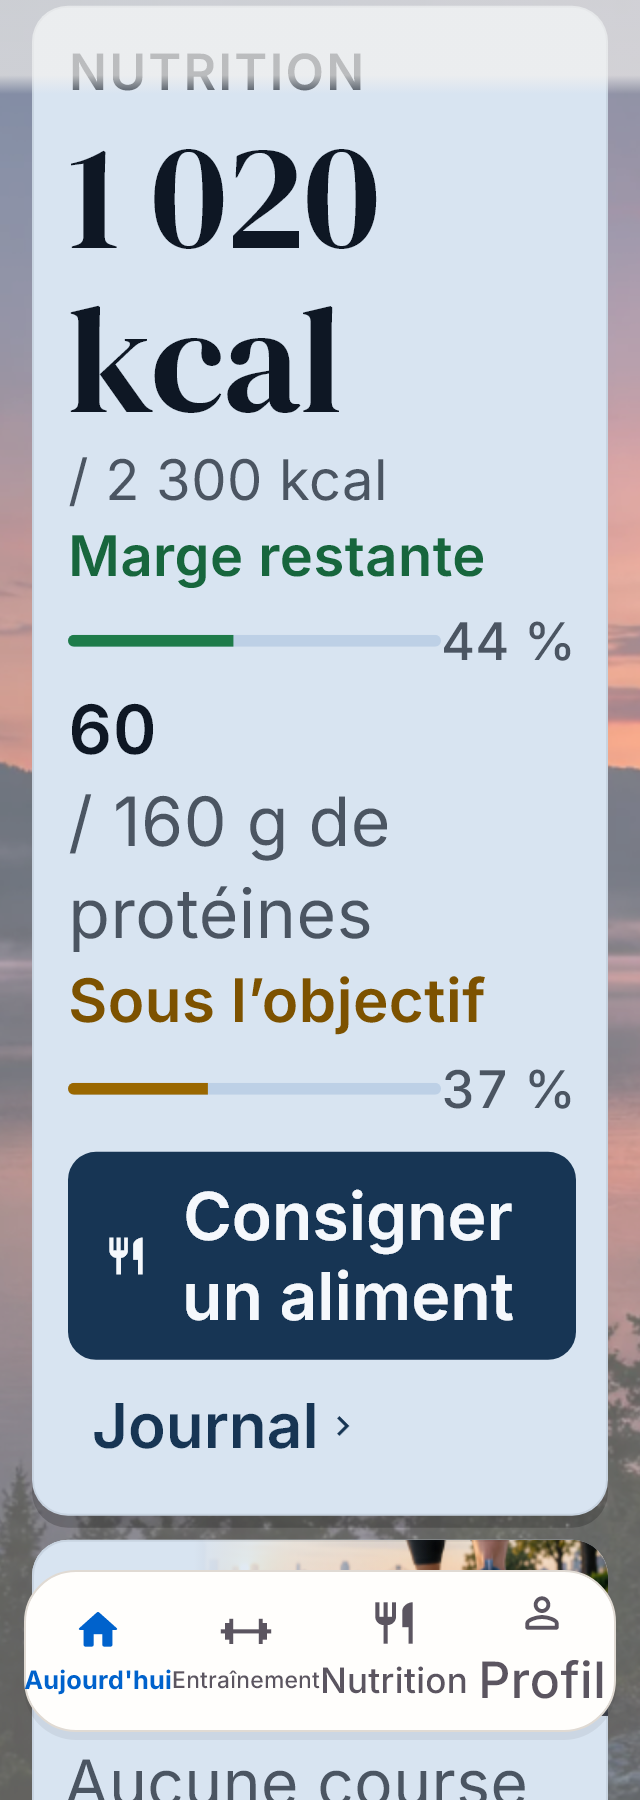 NUTRITION
1 020
kcal
/ 2 300 kcal
Marge restante
44 %
60
/ 160 g de
protéines
Sous l’objectif
37 %
Consigner
un aliment
Journal
Aujourd'hui
Entraînement
Nutrition
Profil
Aucune course